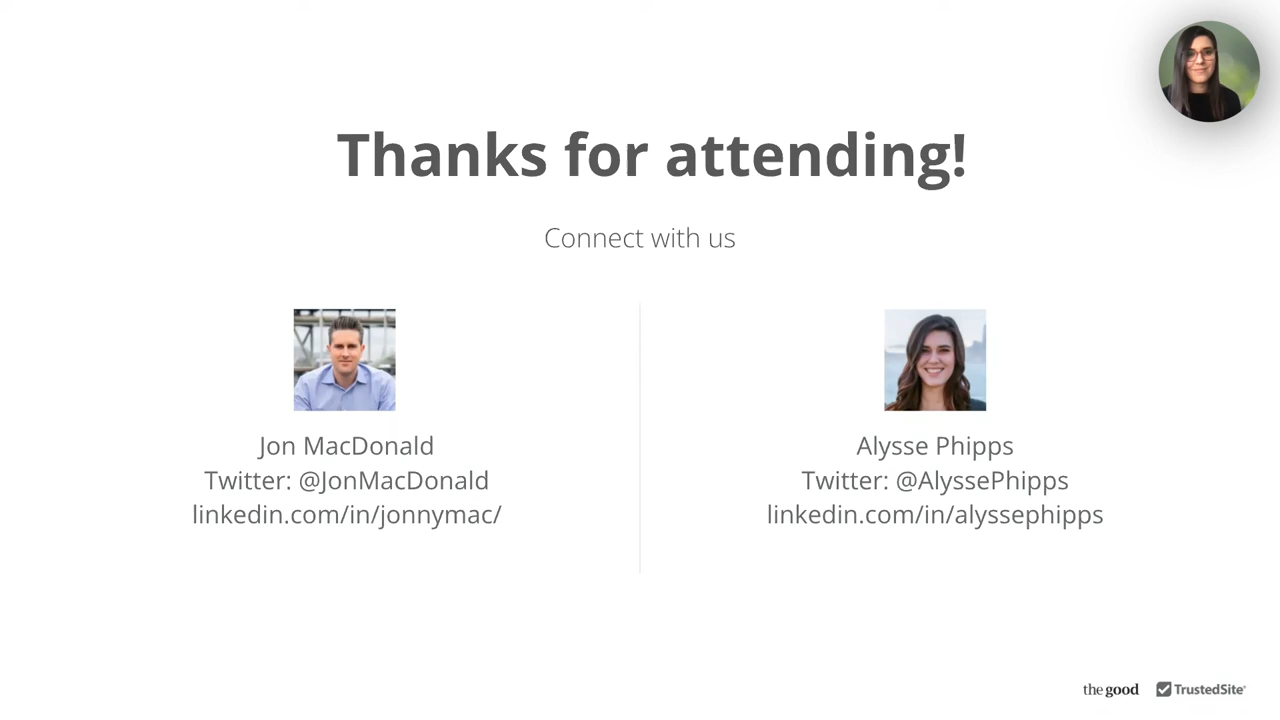 Thanks for attending!
Connect with us
Jon MacDonald
Twitter: @JonMacDonald
linkedin.com/in/jonnymac/
Alysse Phipps
Twitter: @AlyssePhipps
linkedin.com/in/alyssephipps
the good
TrustedSite